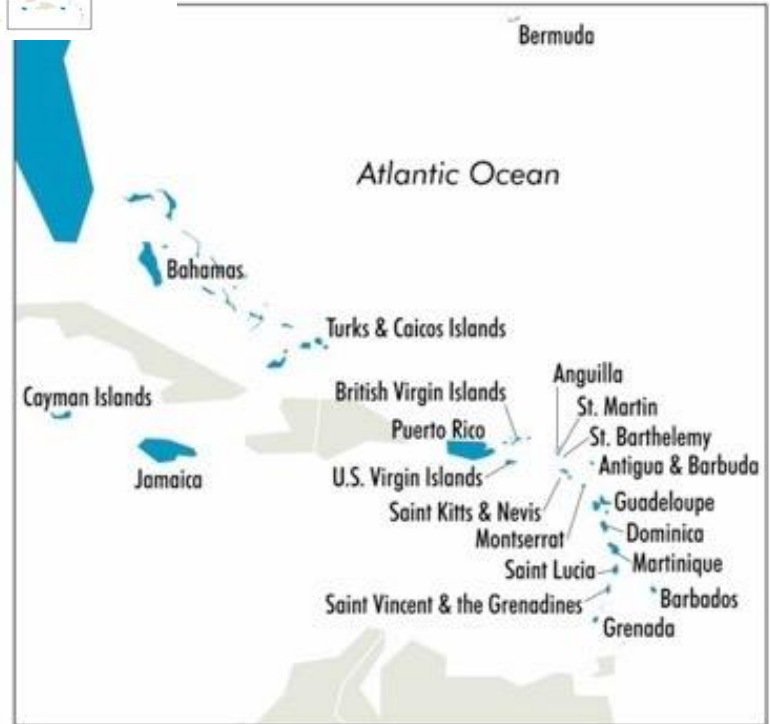 Bermuda
Atlantic Ocean
Bahamas
Turks & Caicos Islands
Cayman Islands
Jamaica
British Virgin Islands
Puerto Rico
U.S. Virgin Islands
Anguilla
St. Martin
St. Barthelemy
Antigua & Barbuda
Saint Kitts & Nevis
Montserrat
Guadeloupe
Dominica
Martinique
Saint Lucia
Saint Vincent & the Grenadines
Barbados
Grenada